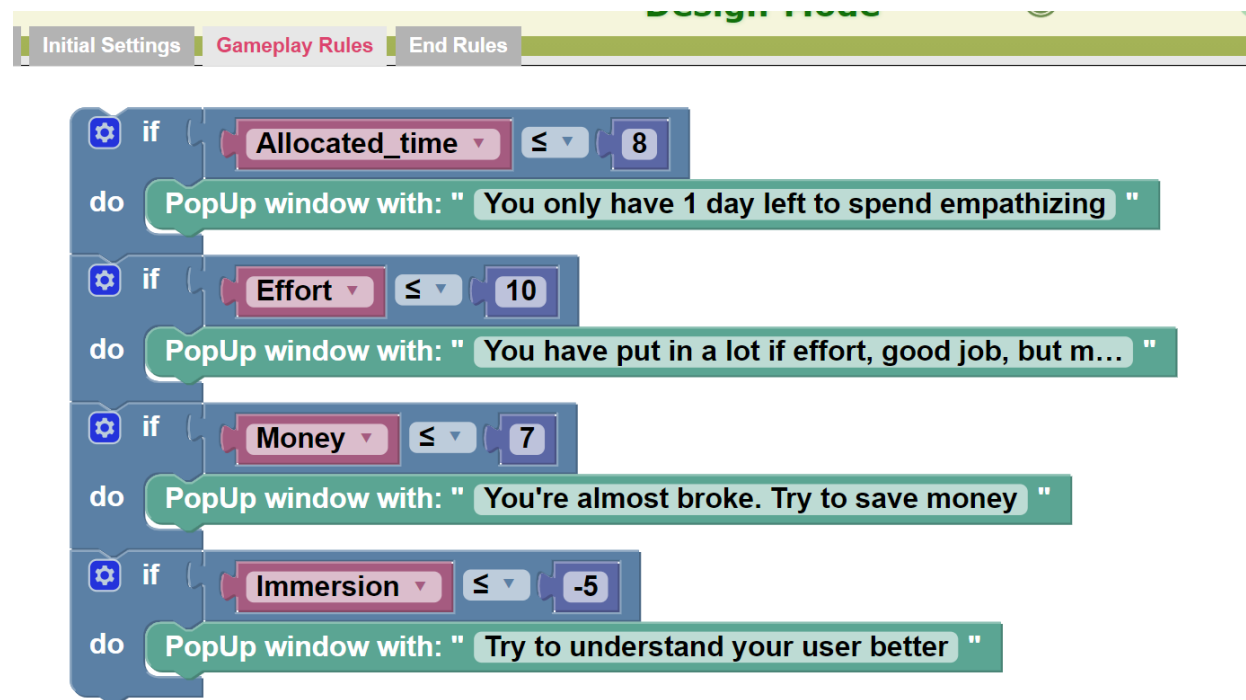 Design Mode
Initial Settings Gameplay Rules End Rules
if Allocated_time ≤ 8
do PopUp window with: " You only have 1 day left to spend empathizing "
if Effort ≤ 10
do PopUp window with: " You have put in a lot if effort, good job, but m... "
if Money ≤ 7
do PopUp window with: " You're almost broke. Try to save money "
if Immersion ≤ -5
do PopUp window with: " Try to understand your user better "